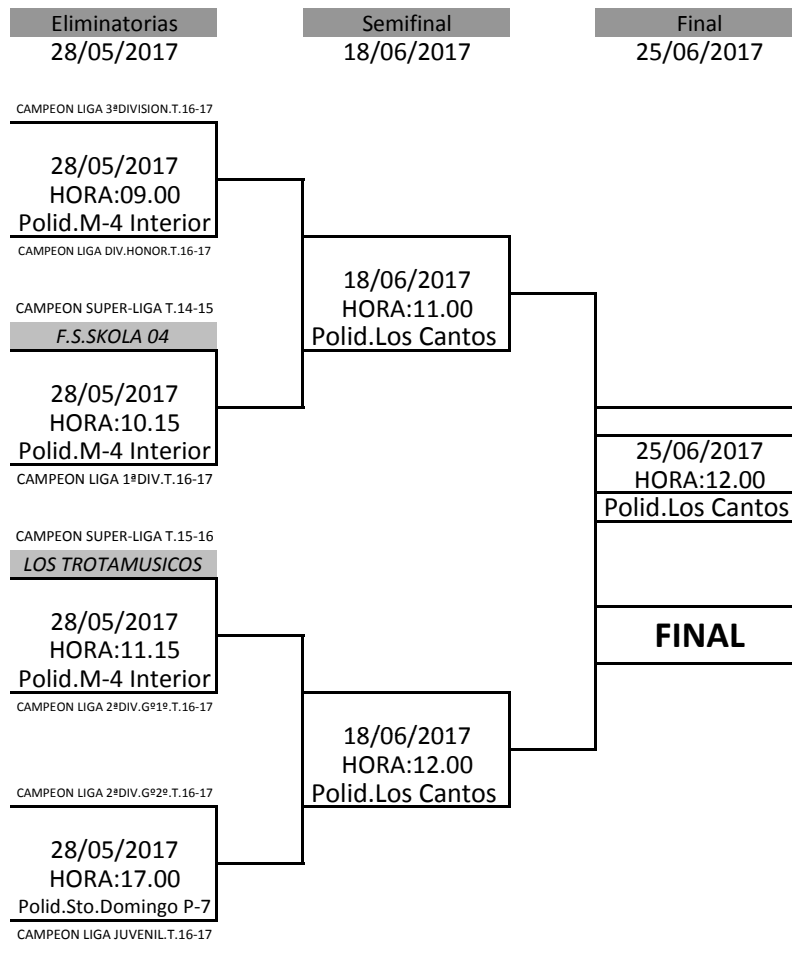 Eliminatorias
28/05/2017
Semifinal
18/06/2017
Final
25/06/2017
CAMPEON LIGA 3ªDIVISION.T.16-17
28/05/2017
HORA:09.00
Polid.M-4 Interior
CAMPEON LIGA DIV.HONOR.T.16-17
18/06/2017
HORA:11.00
Polid.Los Cantos
CAMPEON SUPER-LIGA T.14-15
F.S.SKOLA 04
28/05/2017
HORA:10.15
Polid.M-4 Interior
CAMPEON LIGA 1ªDIV.T.16-17
25/06/2017
HORA:12.00
Polid.Los Cantos
CAMPEON SUPER-LIGA T.15-16
LOS TROTAMUSICOS
28/05/2017
HORA:11.15
Polid.M-4 Interior
CAMPEON LIGA 2ªDIV.Gº1º.T.16-17
FINAL
18/06/2017
HORA:12.00
Polid.Los Cantos
CAMPEON LIGA 2ªDIV.Gº2º.T.16-17
28/05/2017
HORA:17.00
Polid.Sto.Domingo P-7
CAMPEON LIGA JUVENIL.T.16-17